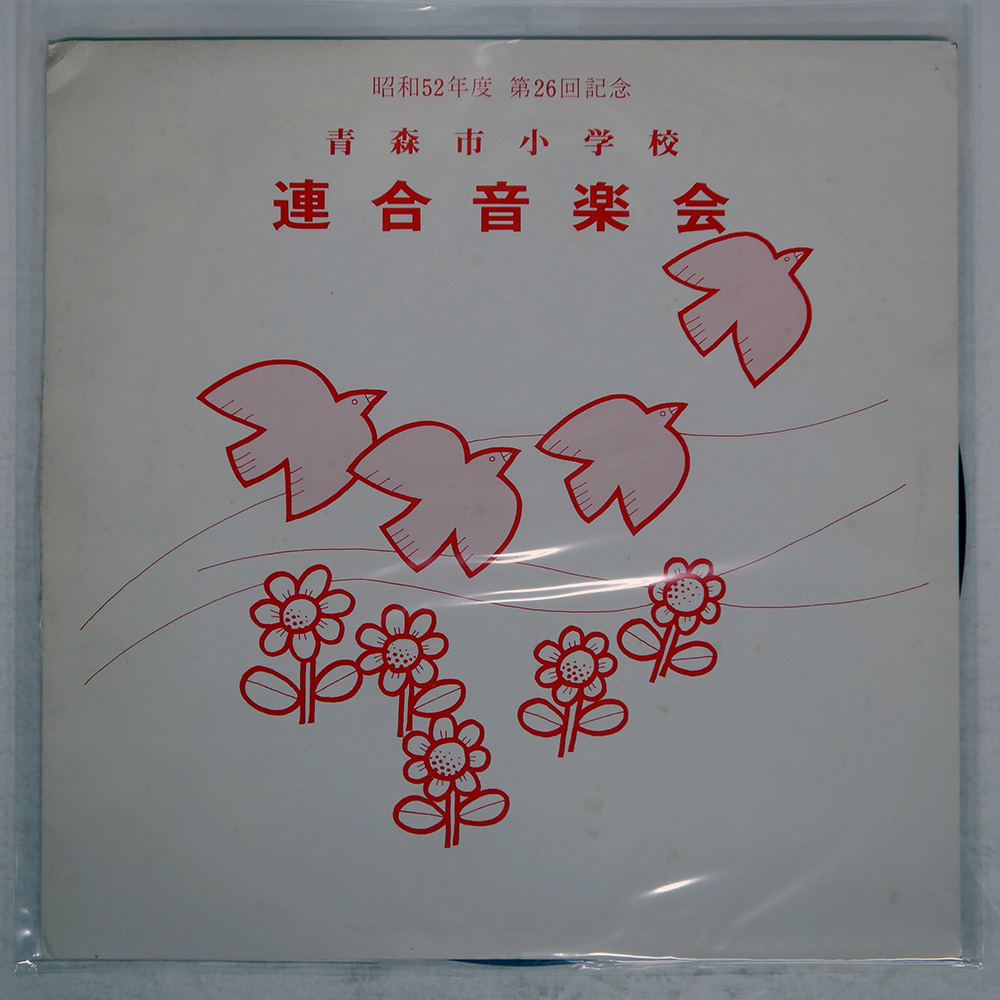 昭和52年度 第26回記念
青森市小学校
連合音楽会